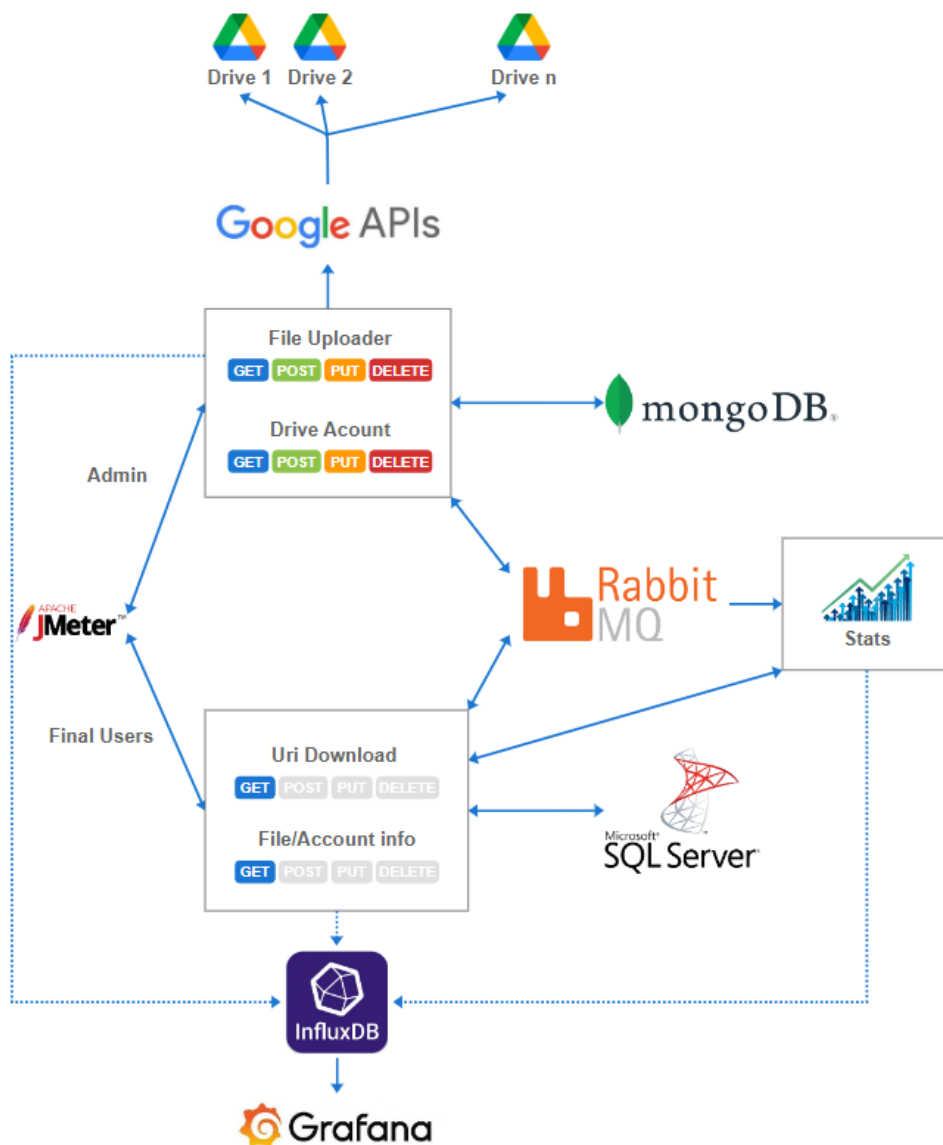 Drive 1
Drive 2
Drive n
Google APIs
File Uploader
GET POST PUT DELETE
Drive Acount
GET POST PUT DELETE
mongoDB®
Admin
APACHE
JMeter™
Rabbit
MQ
Stats
Final Users
Uri Download
GET POST PUT DELETE
File/Account info
GET POST PUT DELETE
Microsoft®
SQL Server®
InfluxDB
Grafana